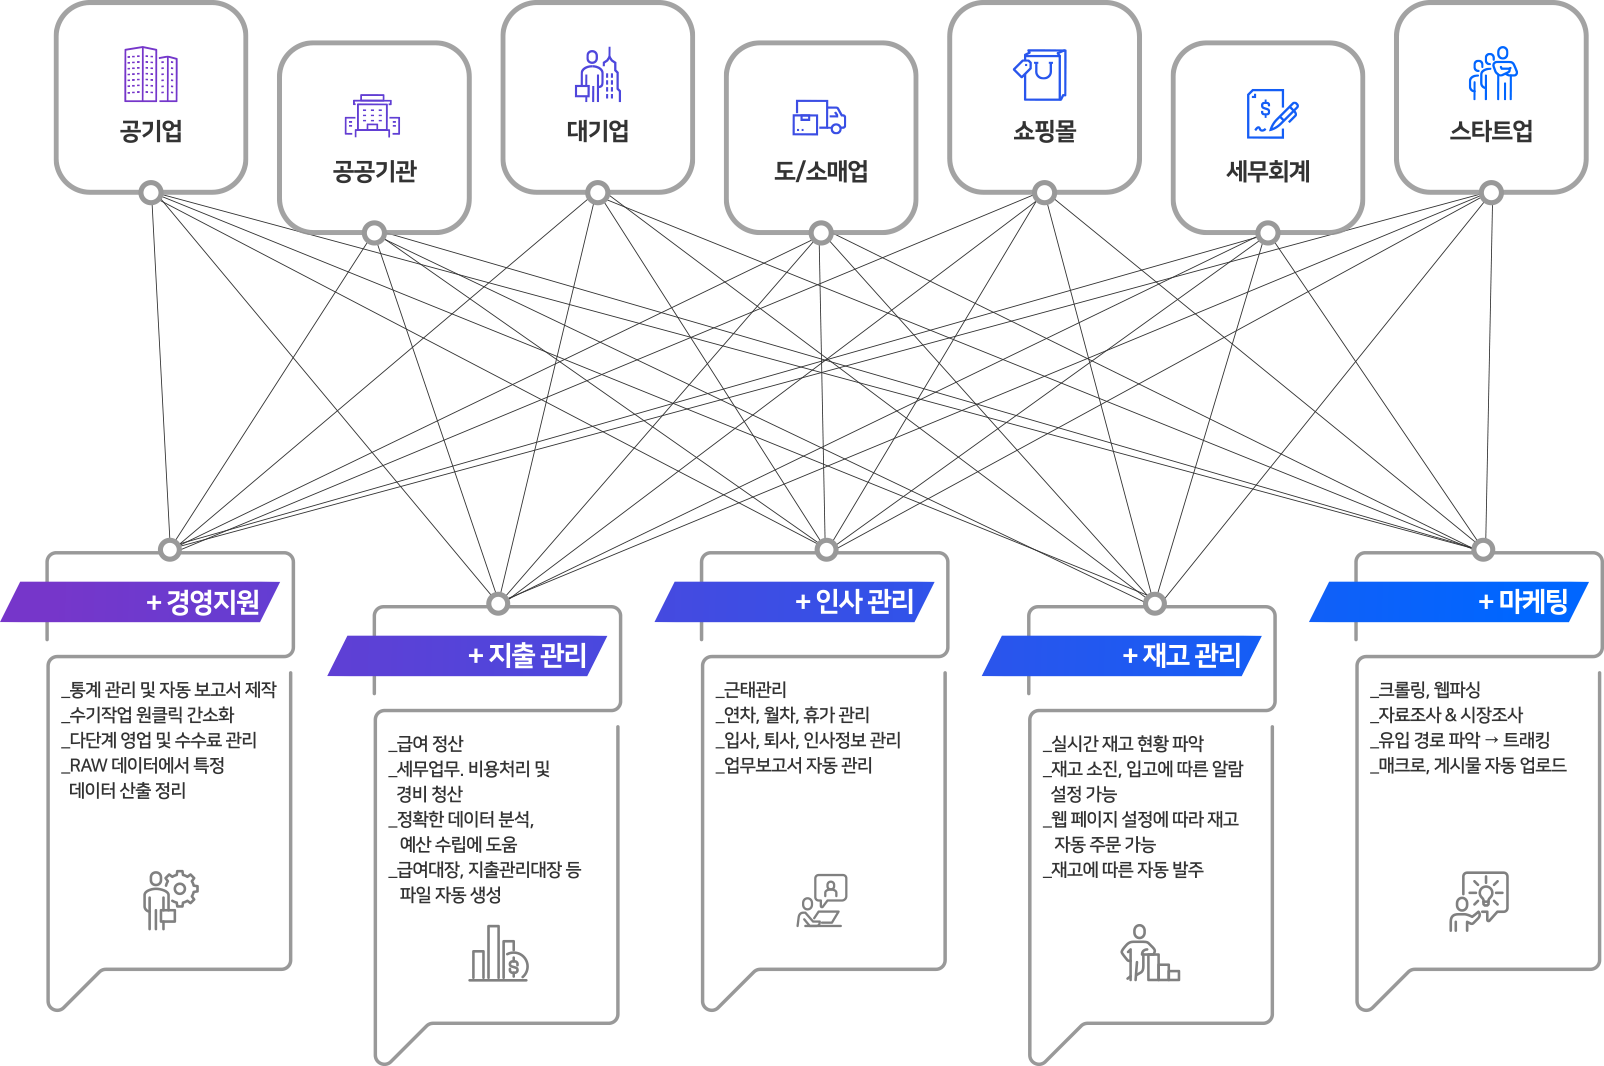 공기업
공공기관
대기업
도/소매업
쇼핑몰
세무회계
스타트업
+ 경영지원
_통계 관리 및 자동 보고서 제작
_수기작업 원클릭 간소화
_다단계 영업 및 수수료 관리
_RAW 데이터에서 특정
데이터 산출 정리
+ 지출 관리
_급여 정산
_세무업무. 비용처리 및
경비 청산
_정확한 데이터 분석,
예산 수립에 도움
_급여대장, 지출관리대장 등
파일 자동 생성
$
+ 인사 관리
_근태관리
_연차, 월차, 휴가 관리
_입사, 퇴사, 인사정보 관리
_업무보고서 자동 관리
+ 재고 관리
_실시간 재고 현황 파악
_재고 소진, 입고에 따른 알람
설정 가능
_웹 페이지 설정에 따라 재고
자동 주문 가능
_재고에 따른 자동 발주
+ 마케팅
_크롤링, 웹파싱
_자료조사 & 시장조사
_유입 경로 파악 → 트래킹
_매크로, 게시물 자동 업로드